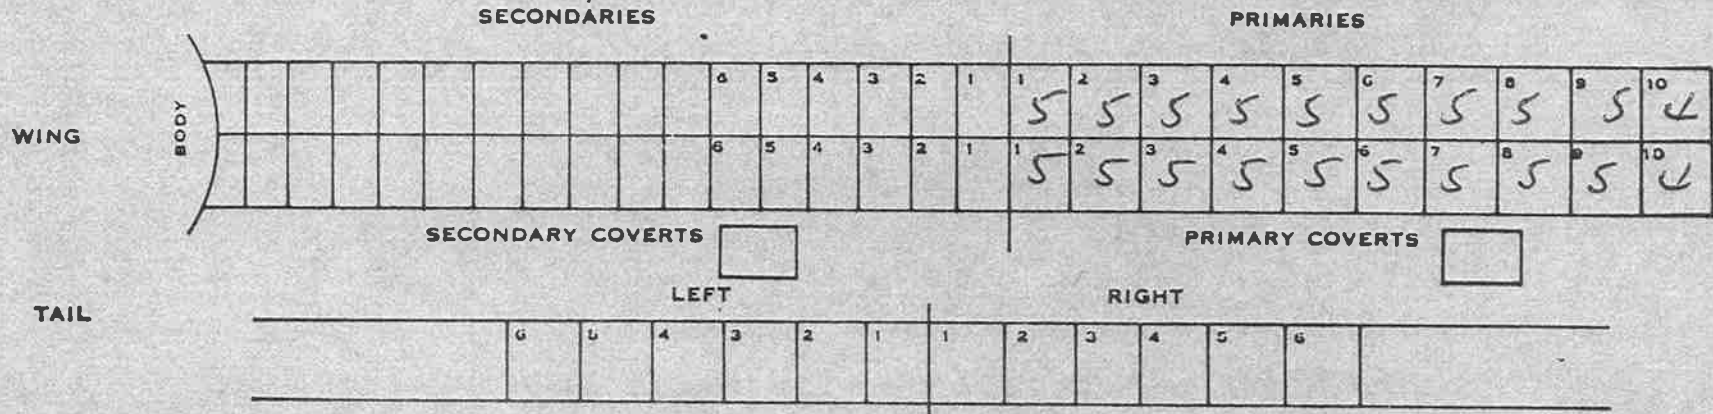 SECONDARIES PRIMARIES
6 5 4 3 2 1 1 2 3 4 5 6 7 8 9 10
5 5 5 5 5 5 5 5 5
WING BODY
6 5 4 3 2 1 1 2 3 4 5 6 7 8 9 10
5 5 5 5 5 5 5 5 5
SECONDARY COVERTS PRIMARY COVERTS
LEFT RIGHT
TAIL
6 5 4 3 2 1 1 2 3 4 5 6